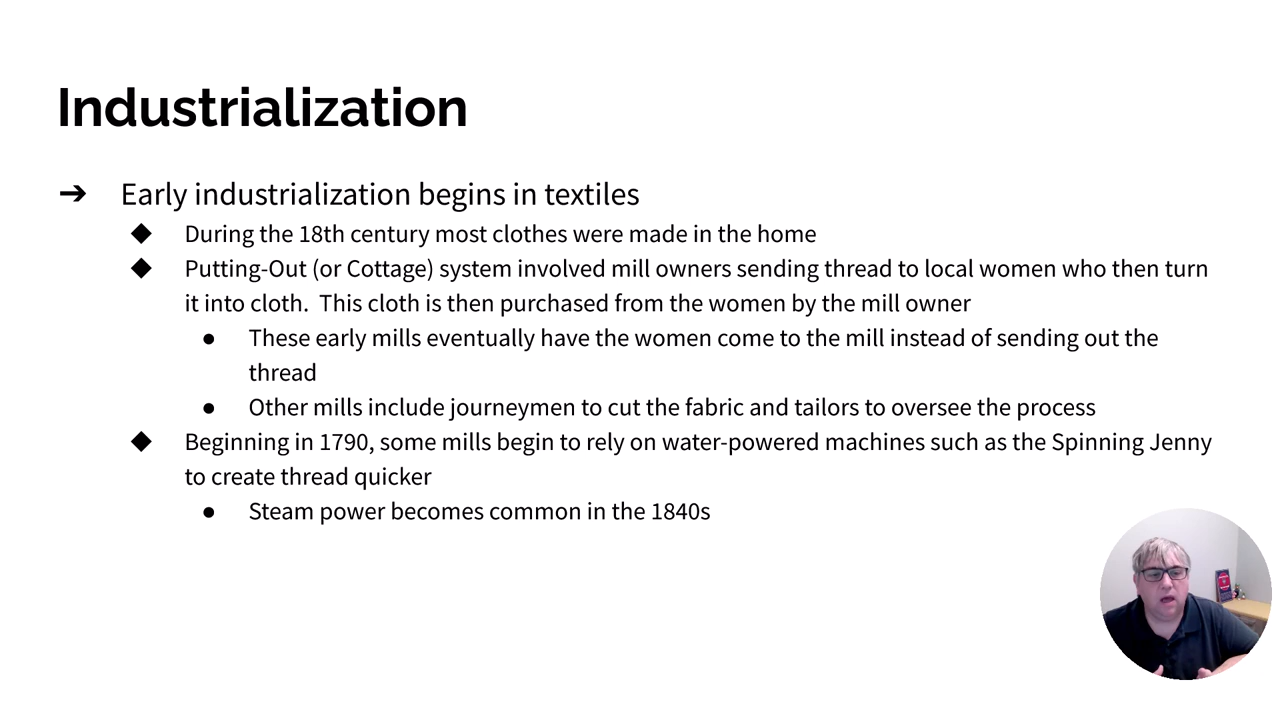 Industrialization
➔ Early industrialization begins in textiles
◆ During the 18th century most clothes were made in the home
◆ Putting-Out (or Cottage) system involved mill owners sending thread to local women who then turn
it into cloth.  This cloth is then purchased from the women by the mill owner
● These early mills eventually have the women come to the mill instead of sending out the
thread
● Other mills include journeymen to cut the fabric and tailors to oversee the process
◆ Beginning in 1790, some mills begin to rely on water-powered machines such as the Spinning Jenny
to create thread quicker
● Steam power becomes common in the 1840s